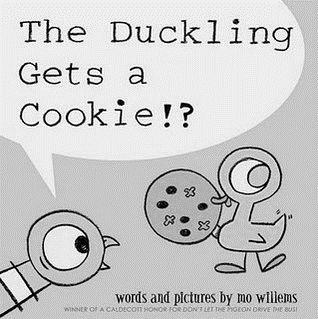 The Duckling
Gets a
Cookie!?
words and pictures by mo willems
WINNER OF A CALDECOTT HONOR FOR DON'T LET THE PIGEON DRIVE THE BUS!